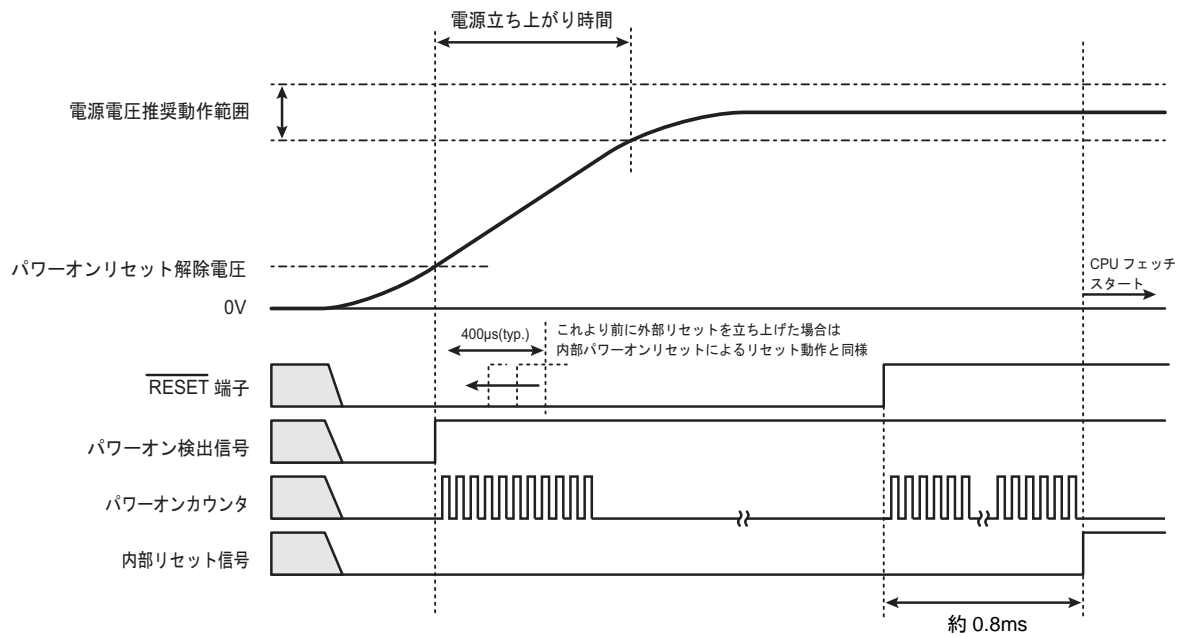 電源立ち上がり時間
電源電圧推奨動作範囲
パワーオンリセット解除電圧
0V
CPU フェッチ
スタート
400μs(typ.)
これより前に外部リセットを立ち上げた場合は
内部パワーオンリセットによるリセット動作と同様
RESET 端子
パワーオン検出信号
パワーオンカウンタ
内部リセット信号
約 0.8ms